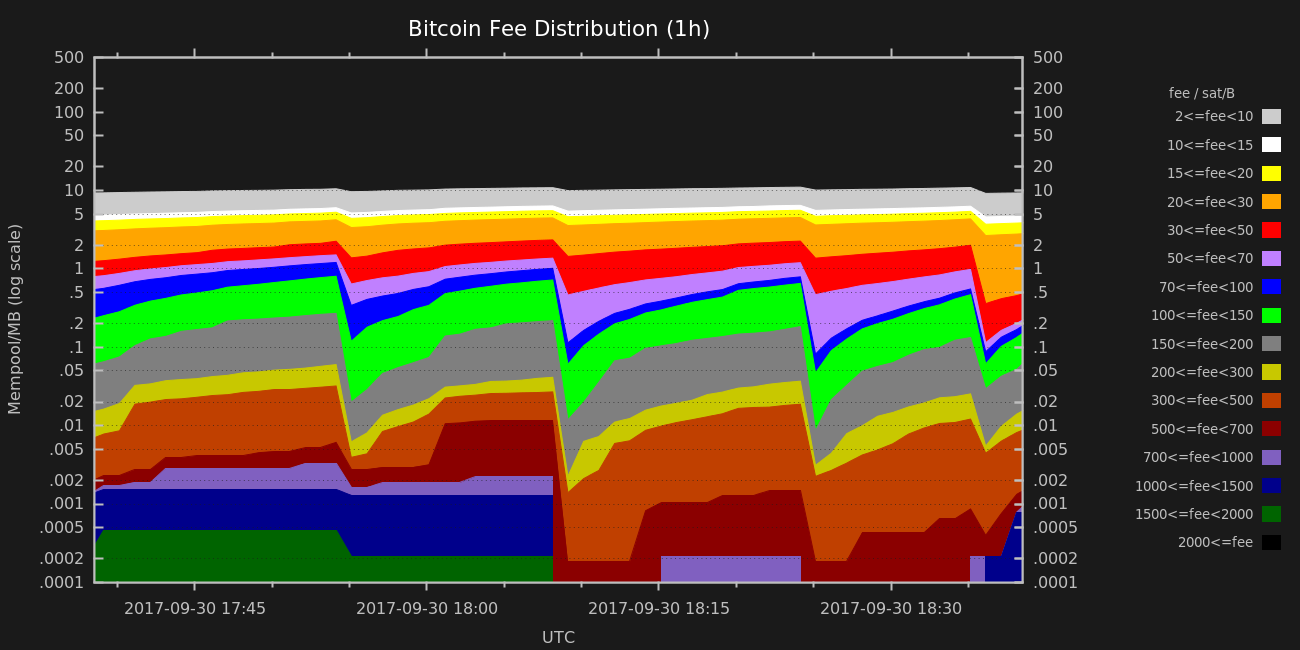 Bitcoin Fee Distribution (1h)
500
200
100
50
20
10
5
2
1
.5
.2
.1
.05
.02
.01
.005
.002
.001
.0005
.0002
.0001
Mempool/MB (log scale)
500
200
100
50
20
10
5
2
1
.5
.2
.1
.05
.02
.01
.005
.002
.001
.0005
.0002
.0001
2017-09-30 17:45
2017-09-30 18:00
2017-09-30 18:15
2017-09-30 18:30
UTC
fee / sat/B
2<=fee<10
10<=fee<15
15<=fee<20
20<=fee<30
30<=fee<50
50<=fee<70
70<=fee<100
100<=fee<150
150<=fee<200
200<=fee<300
300<=fee<500
500<=fee<700
700<=fee<1000
1000<=fee<1500
1500<=fee<2000
2000<=fee